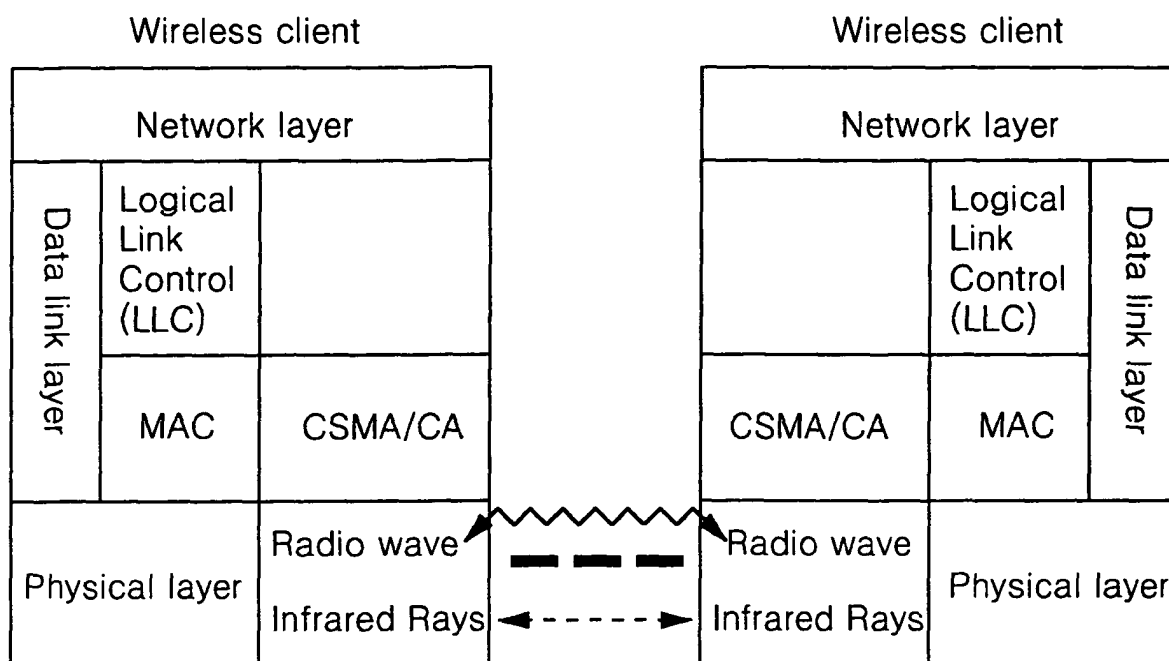 Wireless client
Network layer
Data link layer
Logical
Link
Control
(LLC)
MAC
CSMA/CA
Physical layer
Radio wave
Infrared Rays
Wireless client
Network layer
Logical
Link
Control
(LLC)
Data link layer
CSMA/CA
MAC
Radio wave
Infrared Rays
Physical layer